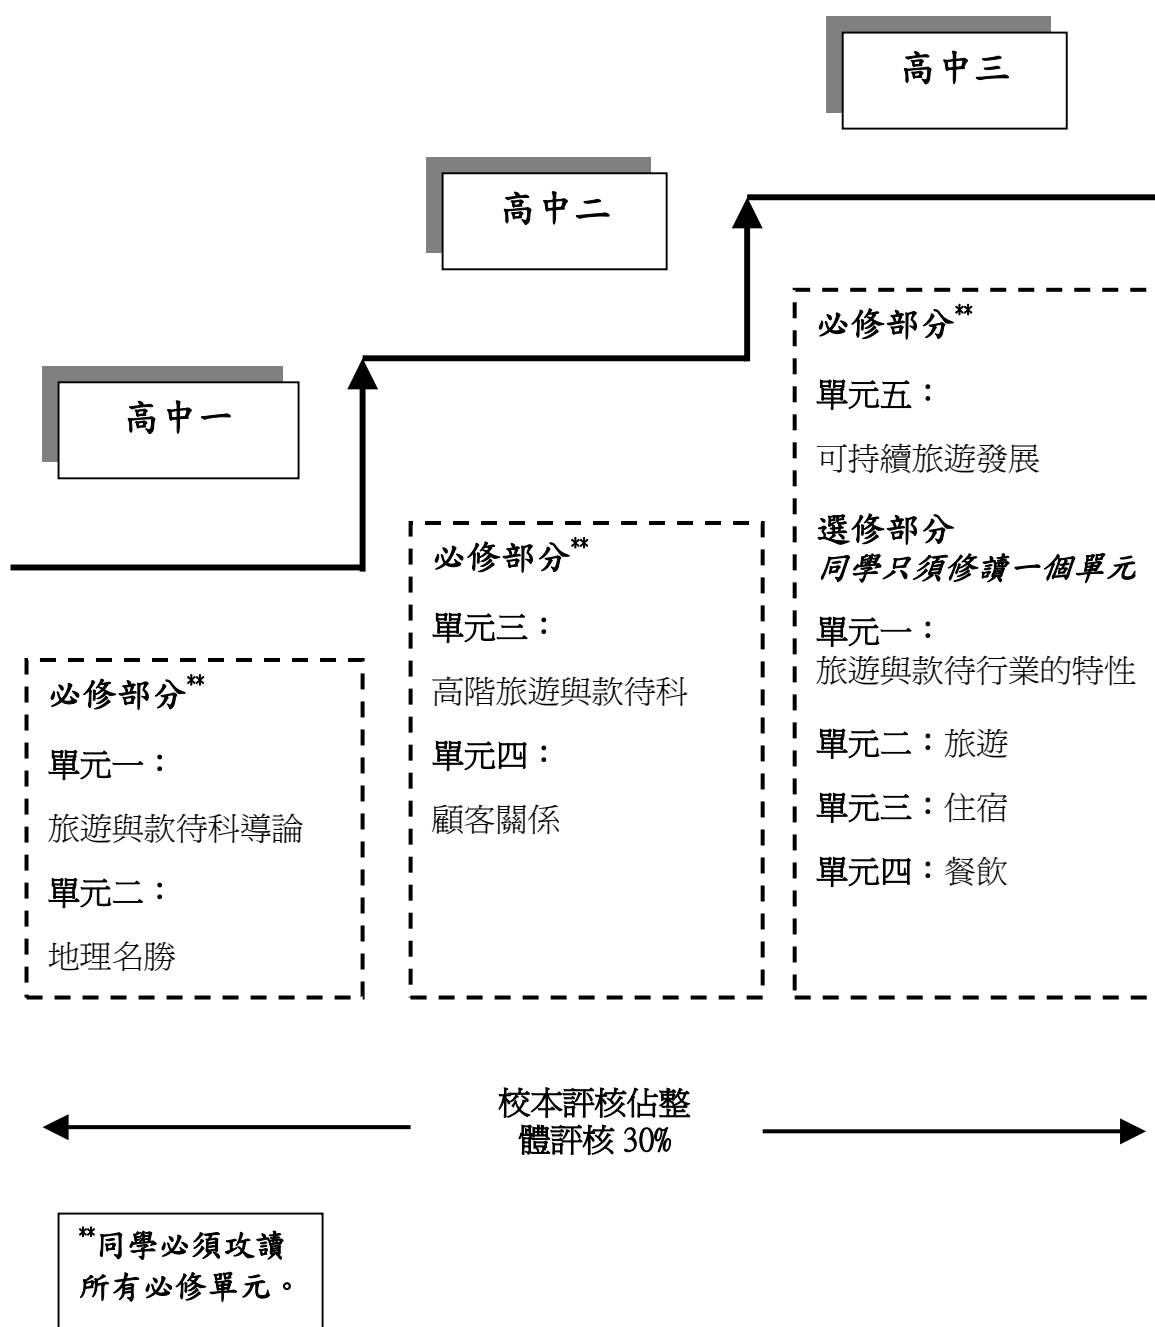 高中一
必修部分**
單元一：
旅遊與款待科導論
單元二：
地理名勝
高中二
必修部分**
單元三：
高階旅遊與款待科
單元四：
顧客關係
高中三
必修部分**
單元五：
可持續旅遊發展
選修部分
同學只須修讀一個單元
單元一：
旅遊與款待行業的特性
單元二：旅遊
單元三：住宿
單元四：餐飲
校本評核佔整
體評核 30%
**同學必須攻讀
所有必修單元。